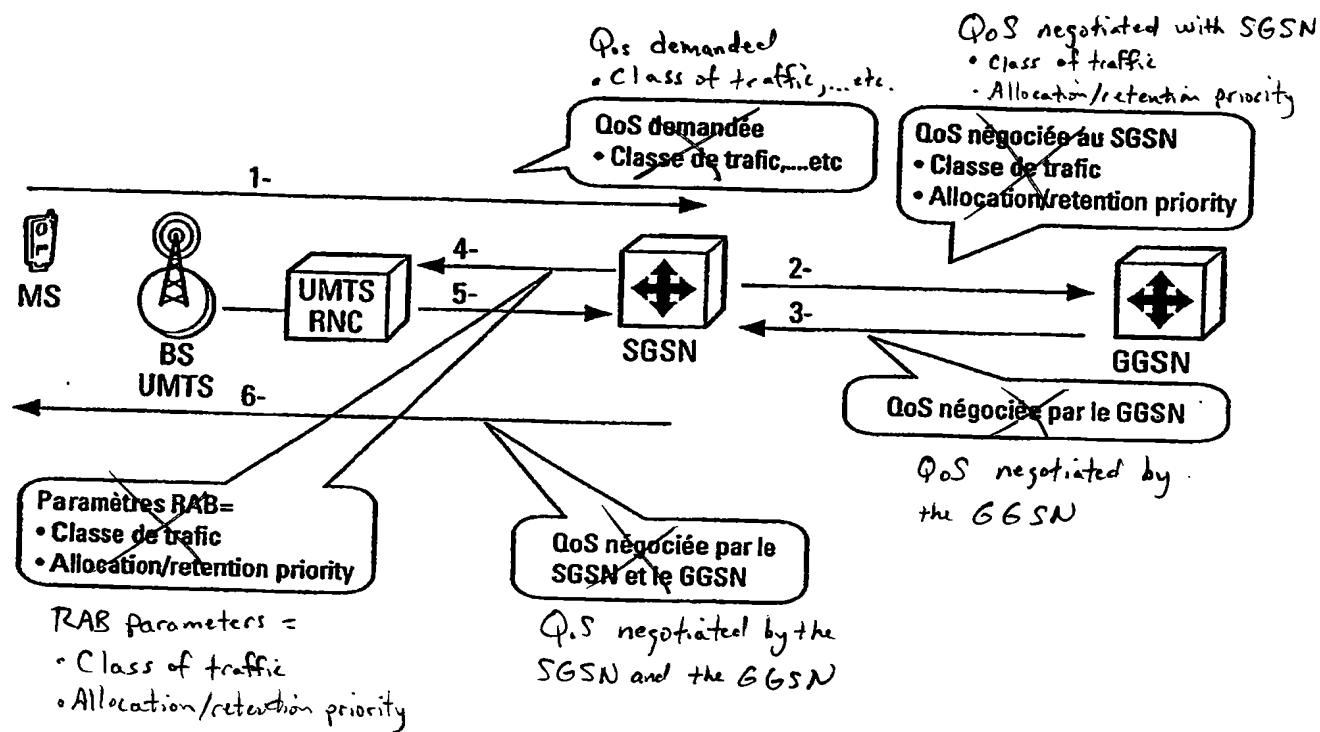 QoS demanded
• Class of traffic,...etc.
QoS negotiated with SGSN
• Class of traffic
• Allocation/retention priority
QoS demandée
• Classe de trafic,....etc
QoS négociée au SGSN
• Classe de trafic
• Allocation/retention priority
1-
MS
BS
UMTS
UMTS
RNC
4-
5-
SGSN
2-
3-
GGSN
6-
QoS négociée par le GGSN
QoS negotiated by
the GGSN
Paramètres RAB=
• Classe de trafic
• Allocation/retention priority
RAB parameters =
• Class of traffic
• Allocation/retention priority
QoS négociée par le
SGSN et le GGSN
QoS negotiated by the
SGSN and the GGSN